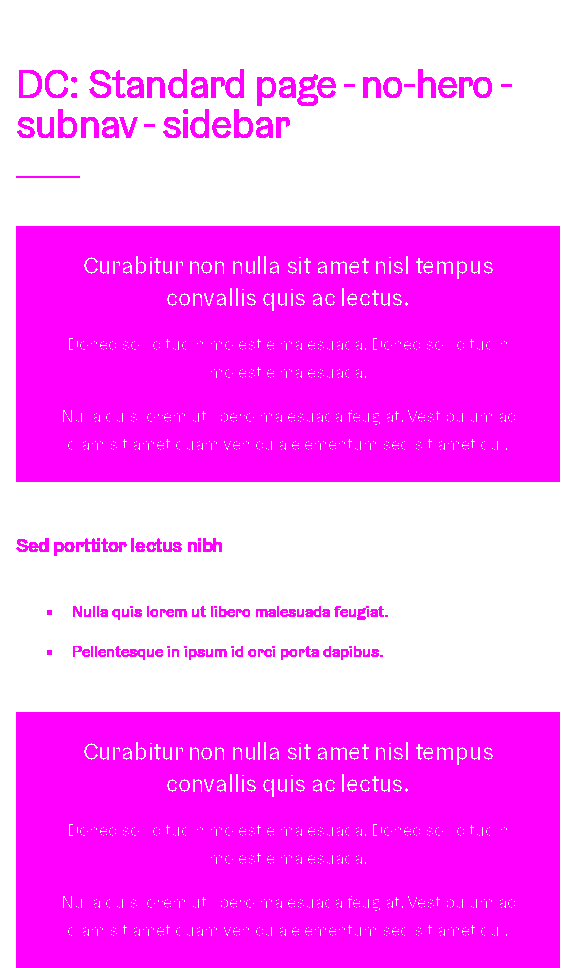 DC: Standard page - no-hero -
subnav - sidebar
Curabitur non nulla sit amet nisl tempus
convallis quis ac lectus.
Donec sollicitudin molestie malesuada. Donec sollicitudin
molestie malesuada.
Nulla quis lorem ut libero malesuada feugiat. Vestibulum ac
diam sit amet quam vehicula elementum sed sit amet dui.
Sed porttitor lectus nibh
Nulla quis lorem ut libero malesuada feugiat.
Pellentesque in ipsum id orci porta dapibus.
Curabitur non nulla sit amet nisl tempus
convallis quis ac lectus.
Donec sollicitudin molestie malesuada. Donec sollicitudin
molestie malesuada.
Nulla quis lorem ut libero malesuada feugiat. Vestibulum ac
diam sit amet quam vehicula elementum sed sit amet dui.